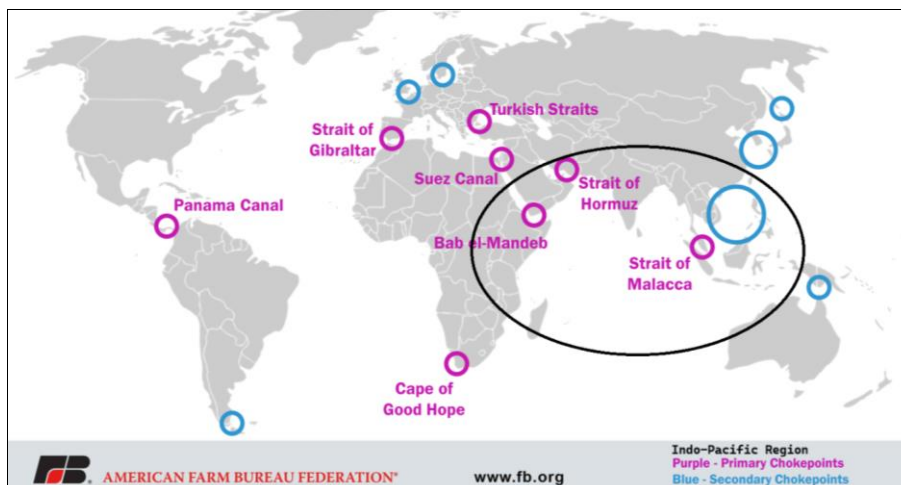 Turkish Straits
Strait of
Gibraltar
Suez Canal
Strait of
Hormuz
Panama Canal
Bab el-Mandeb
Strait of
Malacca
Cape of
Good Hope
FB
AMERICAN FARM BUREAU FEDERATION®
www.fb.org
Indo-Pacific Region
Purple - Primary Chokepoints
Blue - Secondary Chokepoints